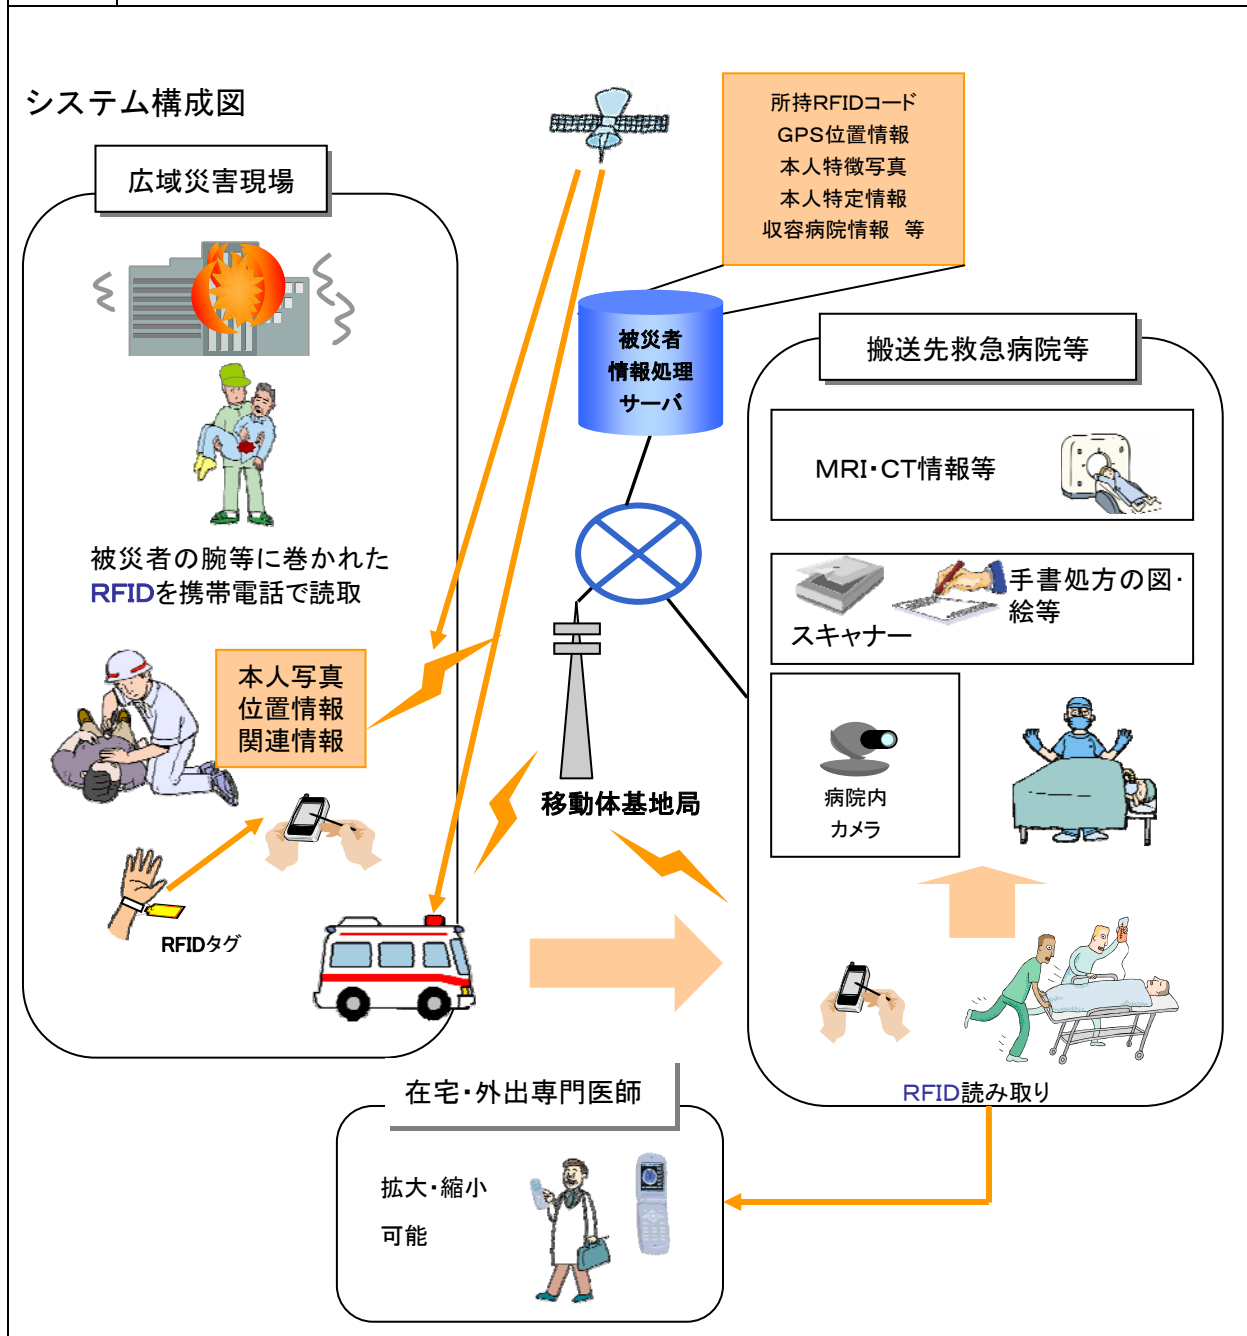 システム構成図
所持RFIDコード
GPS位置情報
本人特徴写真
本人特定情報
収容病院情報　等
広域災害現場
被災者
情報処理
サーバ
搬送先救急病院等
MRI・CT情報等
被災者の腕等に巻かれた
RFIDを携帯電話で読取
手書処方の図・
絵等
スキャナー
本人写真
位置情報
関連情報
病院内
カメラ
移動体基地局
RFIDタグ
RFID読み取り
在宅・外出専門医師
拡大・縮小
可能